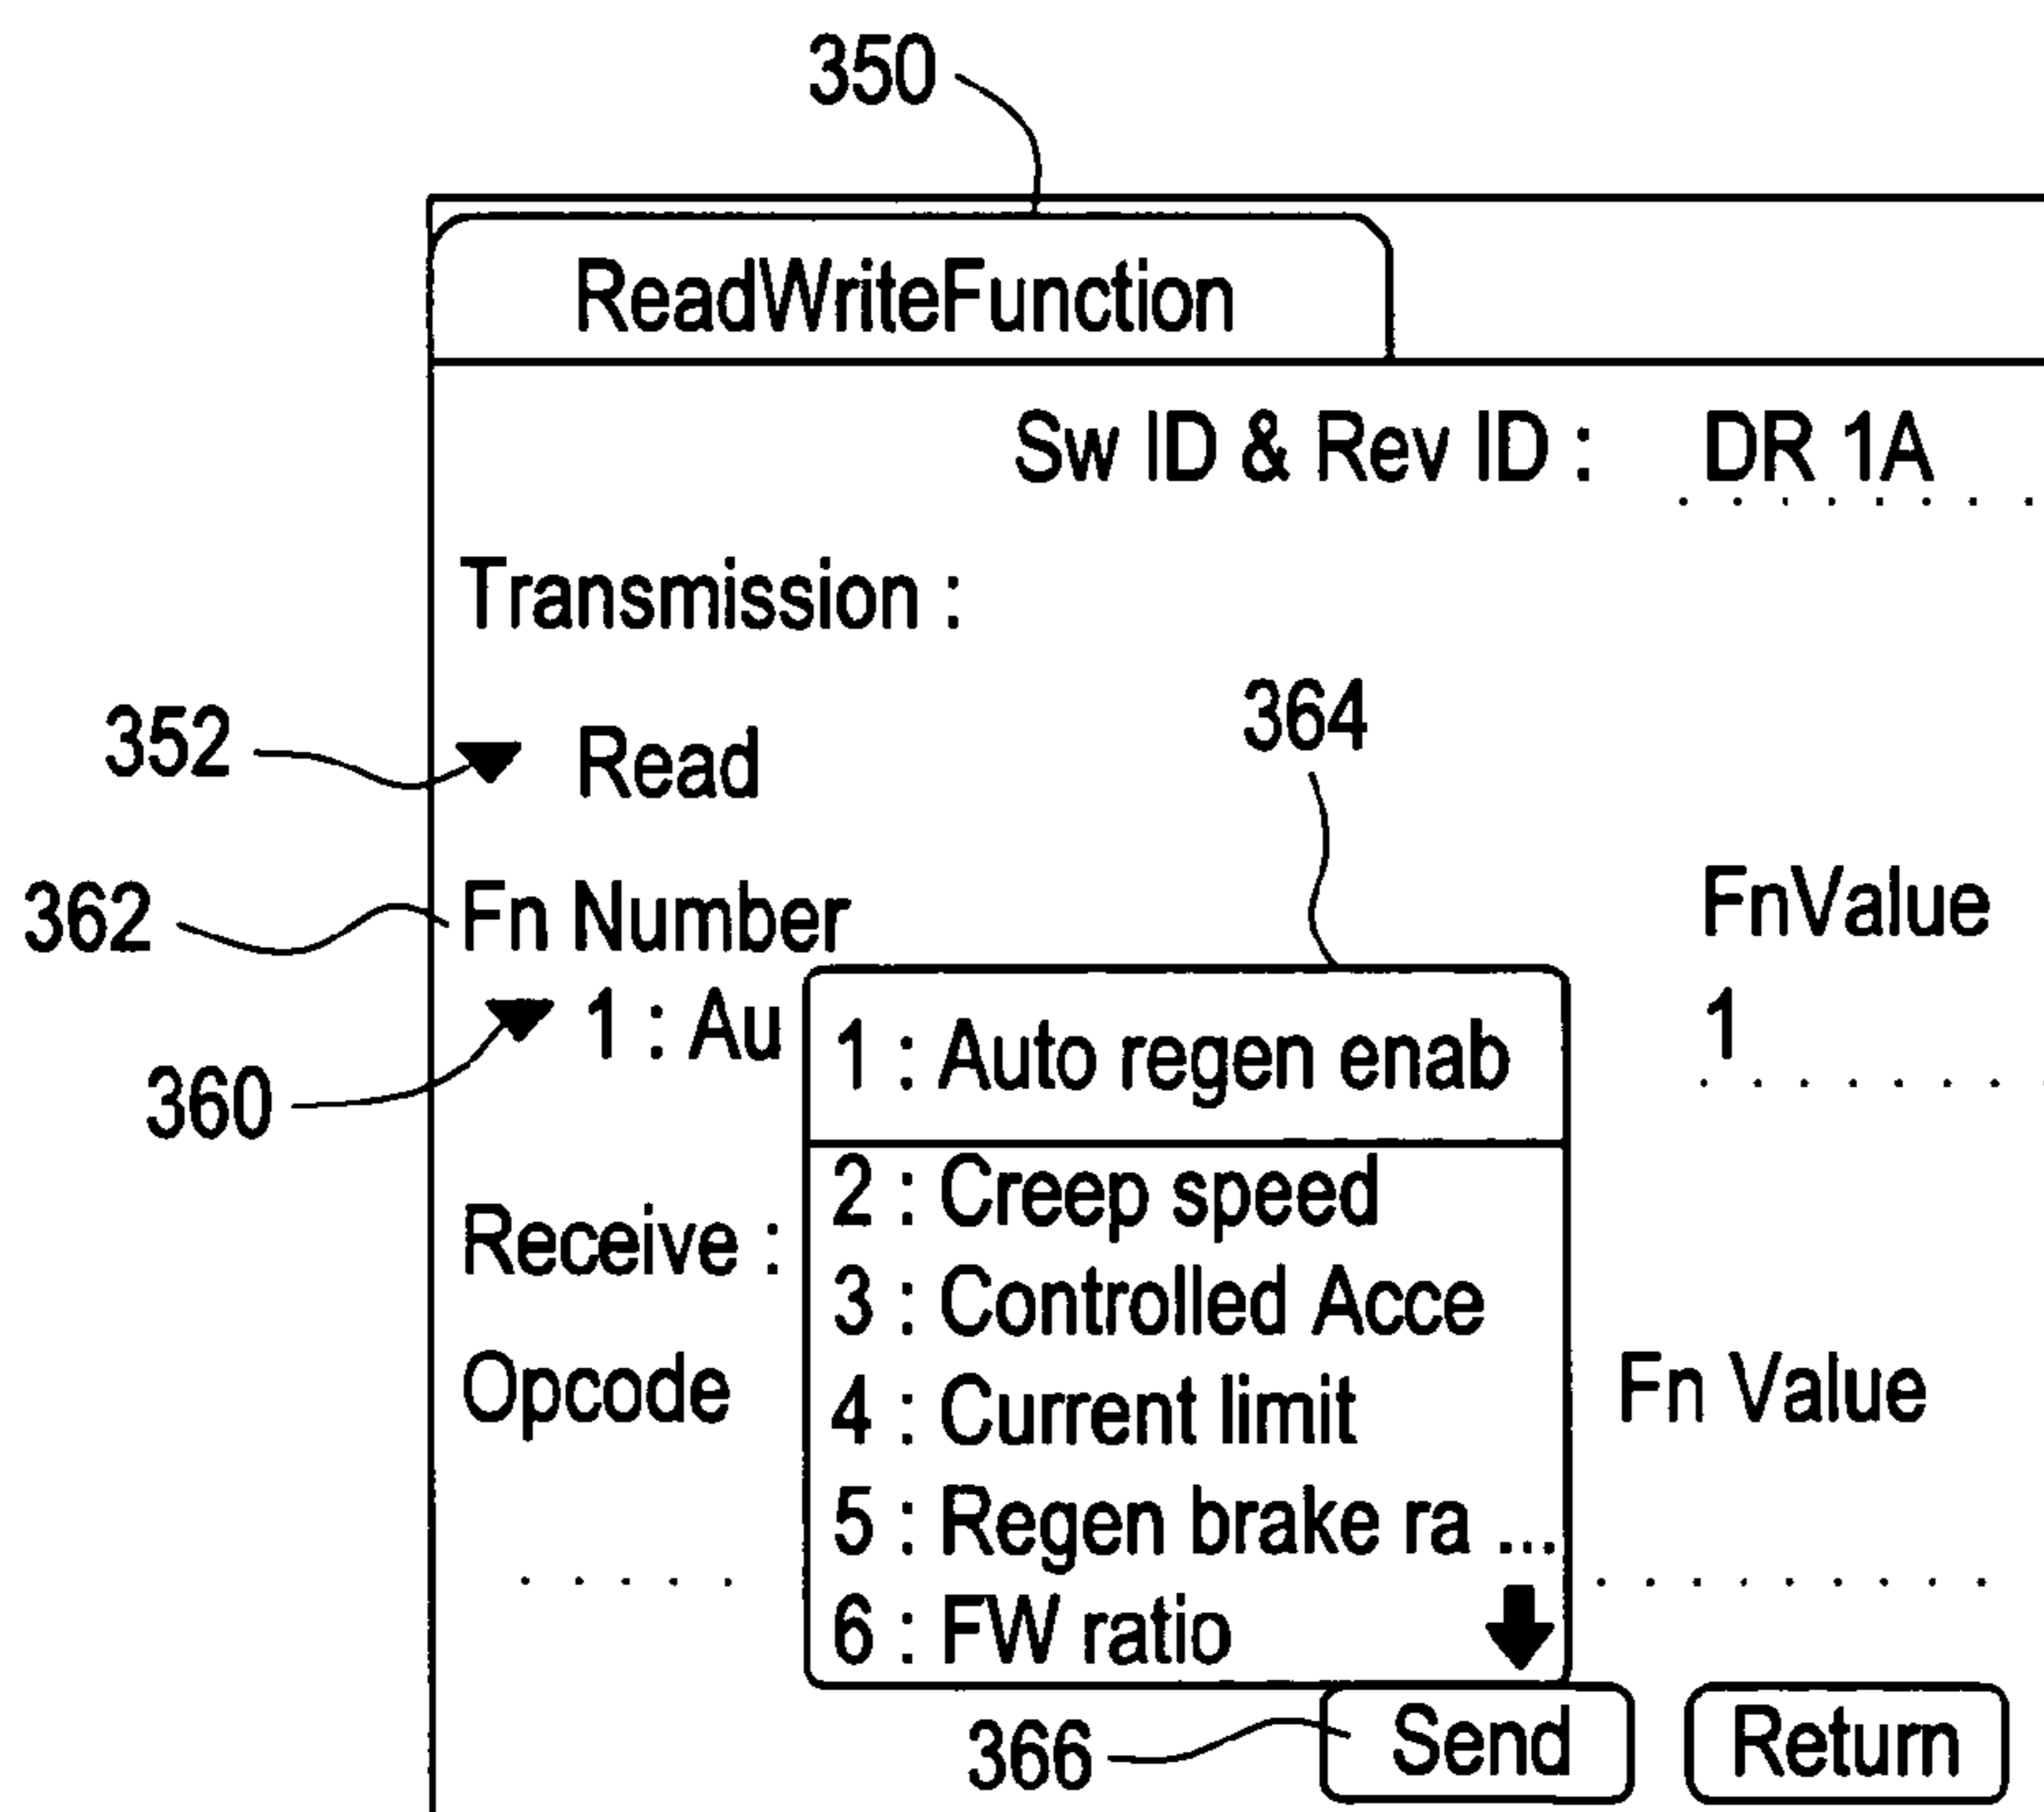 350
ReadWriteFunction
Sw ID & Rev ID : DR 1A
Transmission :
364
352 Read
362 Fn Number FnValue
1 : Au 1 : Auto regen enab 1
360
2 : Creep speed
Receive :
3 : Controlled Acce
Opcode 4 : Current limit Fn Value
5 : Regen brake ra ...
6 : FW ratio
366 Send Return